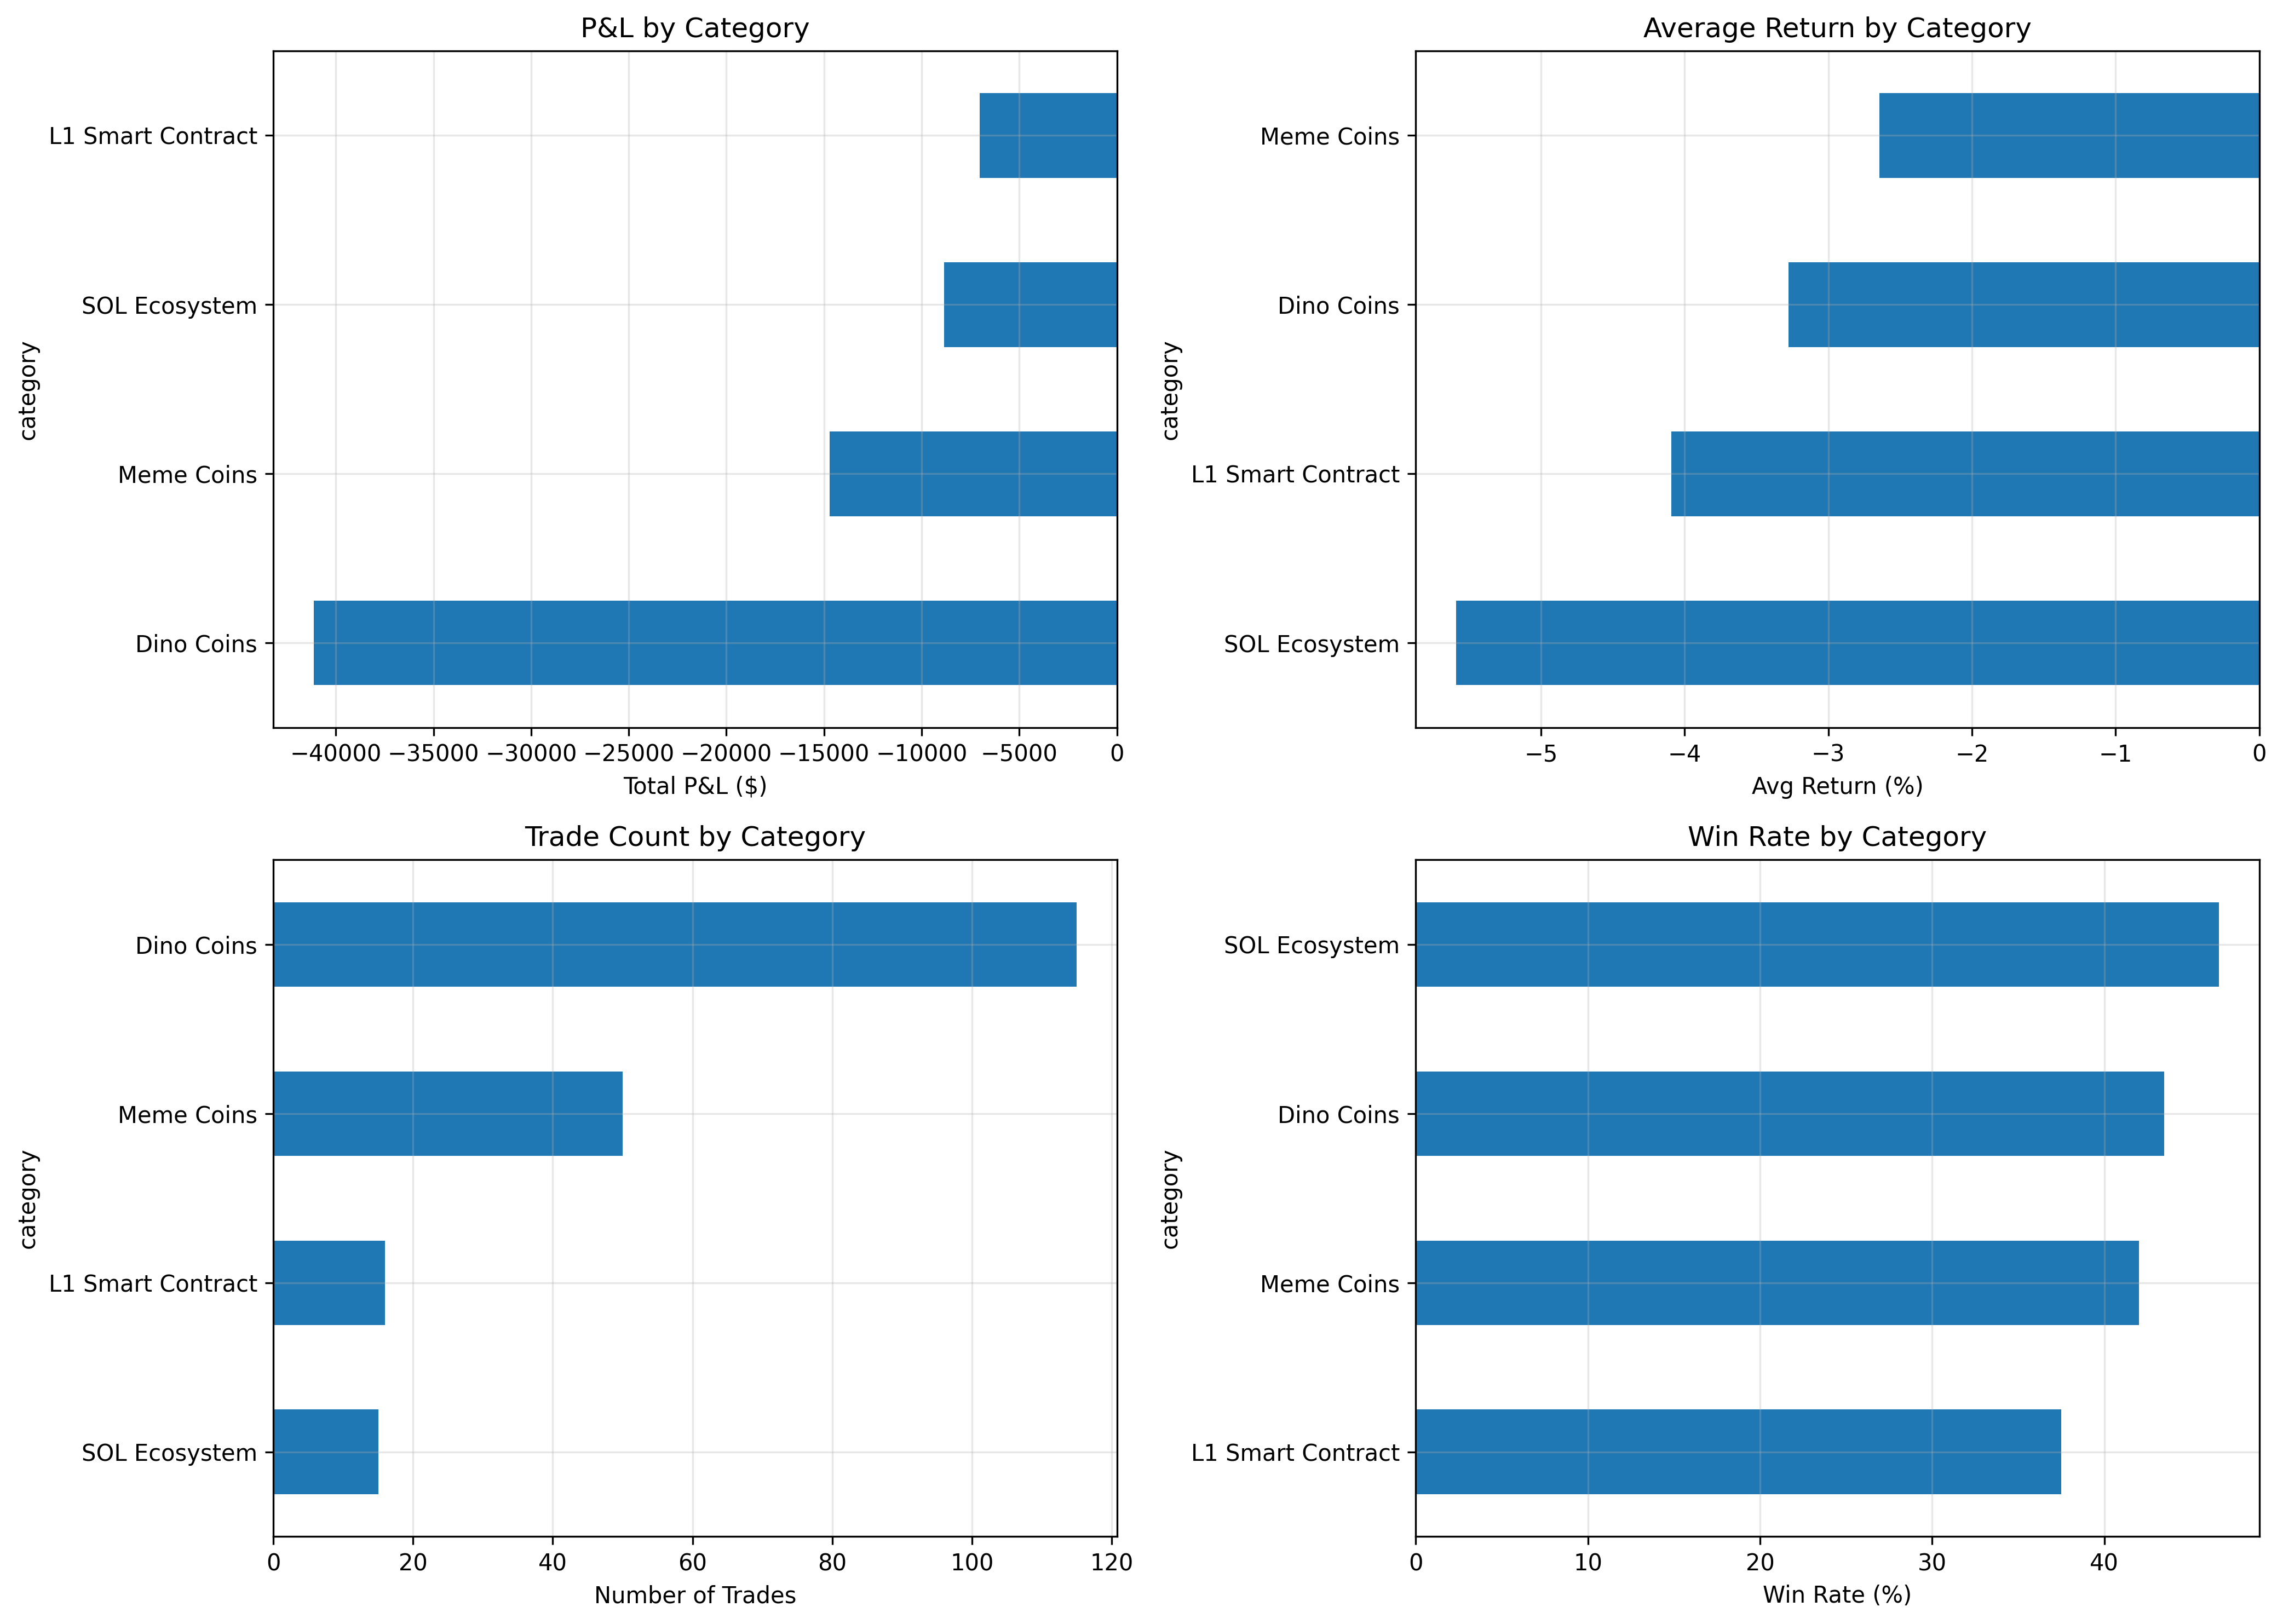 P&L by Category
category
L1 Smart Contract
SOL Ecosystem
Meme Coins
Dino Coins
−40000 −35000 −30000 −25000 −20000 −15000 −10000 −5000 0
Total P&L ($)
Average Return by Category
category
Meme Coins
Dino Coins
L1 Smart Contract
SOL Ecosystem
−5 −4 −3 −2 −1 0
Avg Return (%)
Trade Count by Category
category
Dino Coins
Meme Coins
L1 Smart Contract
SOL Ecosystem
0 20 40 60 80 100 120
Number of Trades
Win Rate by Category
category
SOL Ecosystem
Dino Coins
Meme Coins
L1 Smart Contract
0 10 20 30 40
Win Rate (%)